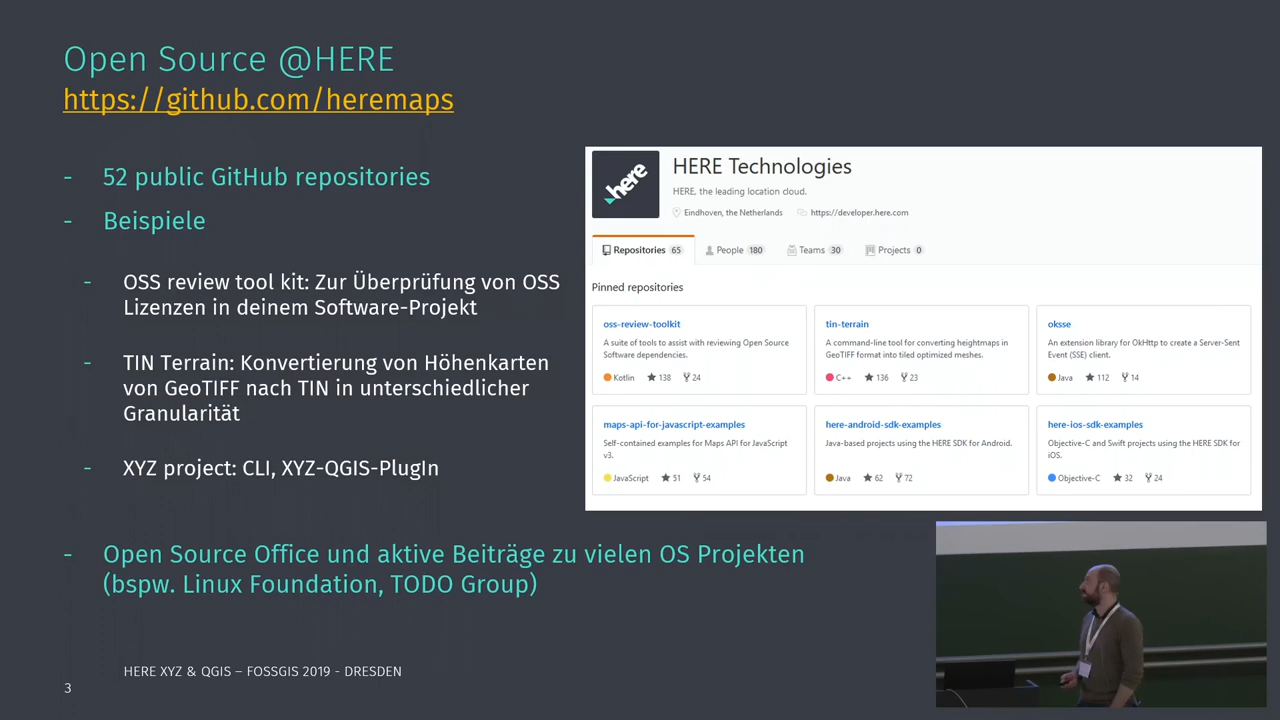 Open Source @HERE
https://github.com/heremaps
- 52 public GitHub repositories
- Beispiele
- OSS review tool kit: Zur Überprüfung von OSS
Lizenzen in deinem Software-Projekt
- TIN Terrain: Konvertierung von Höhenkarten
von GeoTIFF nach TIN in unterschiedlicher
Granularität
- XYZ project: CLI, XYZ-QGIS-PlugIn
- Open Source Office und aktive Beiträge zu vielen OS Projekten
(bspw. Linux Foundation, TODO Group)
here
HERE Technologies
HERE, the leading location cloud.
Eindhoven, the Netherlands https://developer.here.com
Repositories 65 People 180 Teams 30 Projects 0
Pinned repositories
oss-review-toolkit
A suite of tools to assist with reviewing Open Source
Software dependencies.
Kotlin 138 24
tin-terrain
A command-line tool for converting heightmaps in
GeoTIFF format into tiled optimized meshes.
C++ 136 23
oksse
An extension library for OkHttp to create a Server-Sent
Event (SSE) client.
Java 112 14
maps-api-for-javascript-examples
Self-contained examples for Maps API for JavaScript
v3.
JavaScript 51 54
here-android-sdk-examples
Java-based projects using the HERE SDK for Android.
Java 62 72
here-ios-sdk-examples
Objective-C and Swift projects using the HERE SDK for
iOS.
Objective-C 32 24
HERE XYZ & QGIS – FOSSGIS 2019 - DRESDEN
3